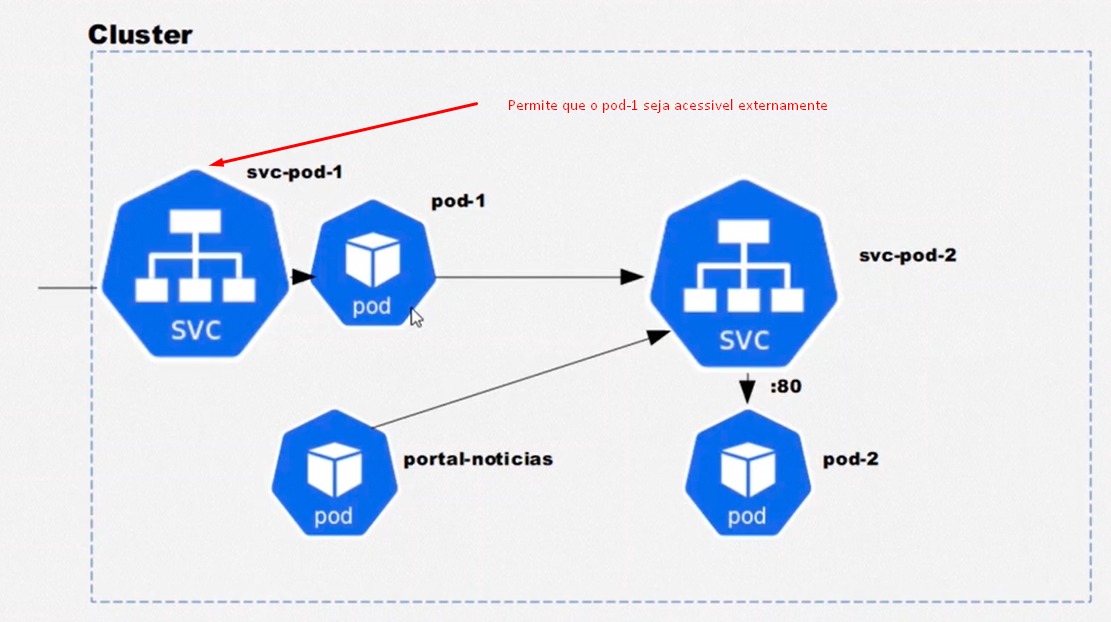 Cluster
Permite que o pod-1 seja acessivel externamente
svc-pod-1
pod-1
svc-pod-2
pod
SVC
SVC
:80
portal-noticias
pod-2
pod
pod